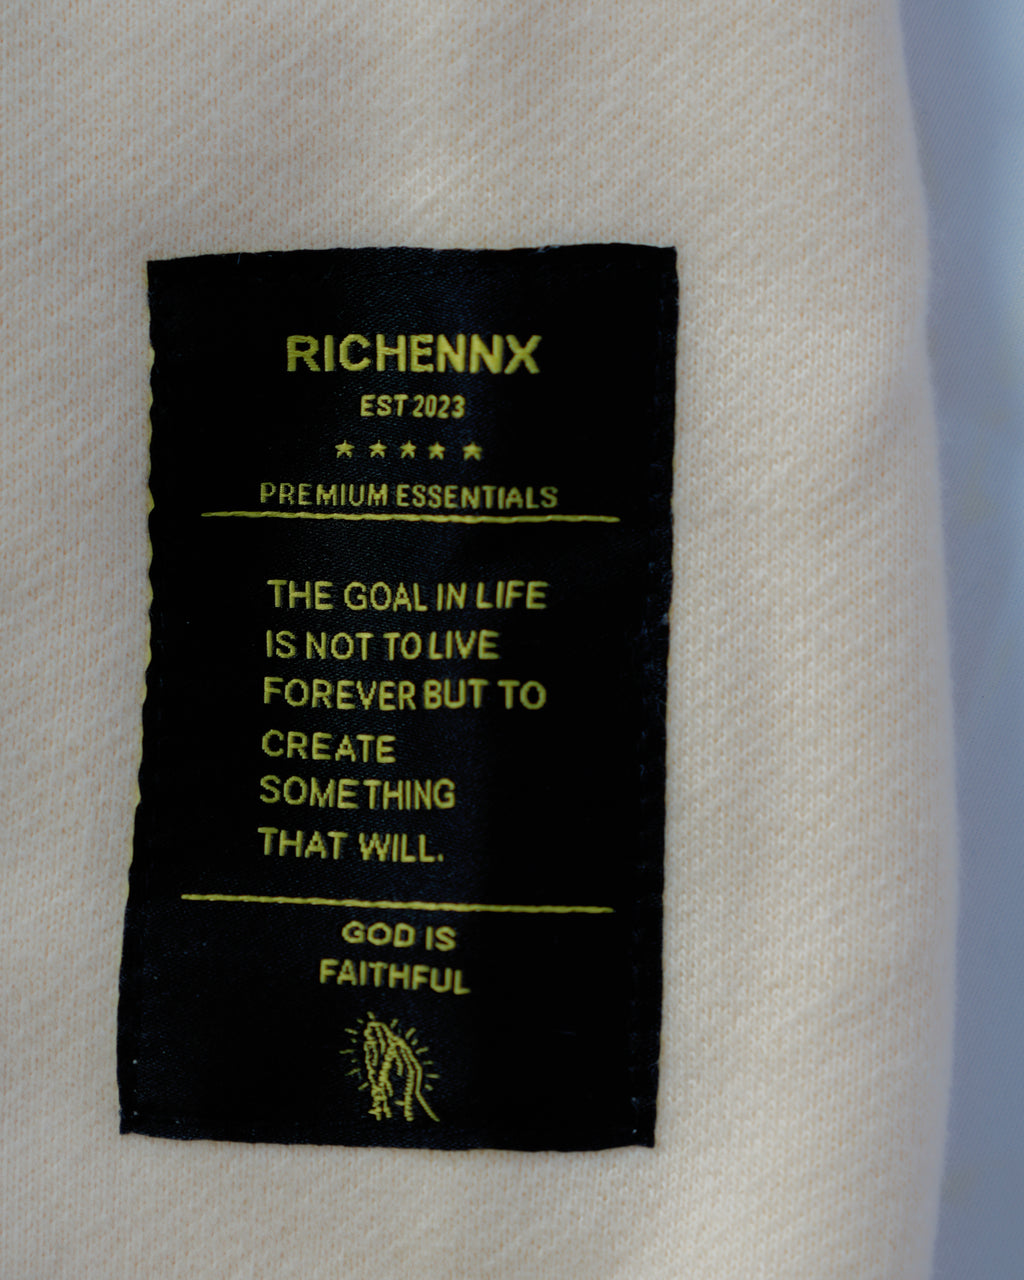 RICHENNX
EST 2023
★ ★ ★ ★ ★
PREMIUM ESSENTIALS
THE GOAL IN LIFE
IS NOT TO LIVE
FOREVER BUT TO
CREATE
SOMETHING
THAT WILL.
GOD IS
FAITHFUL